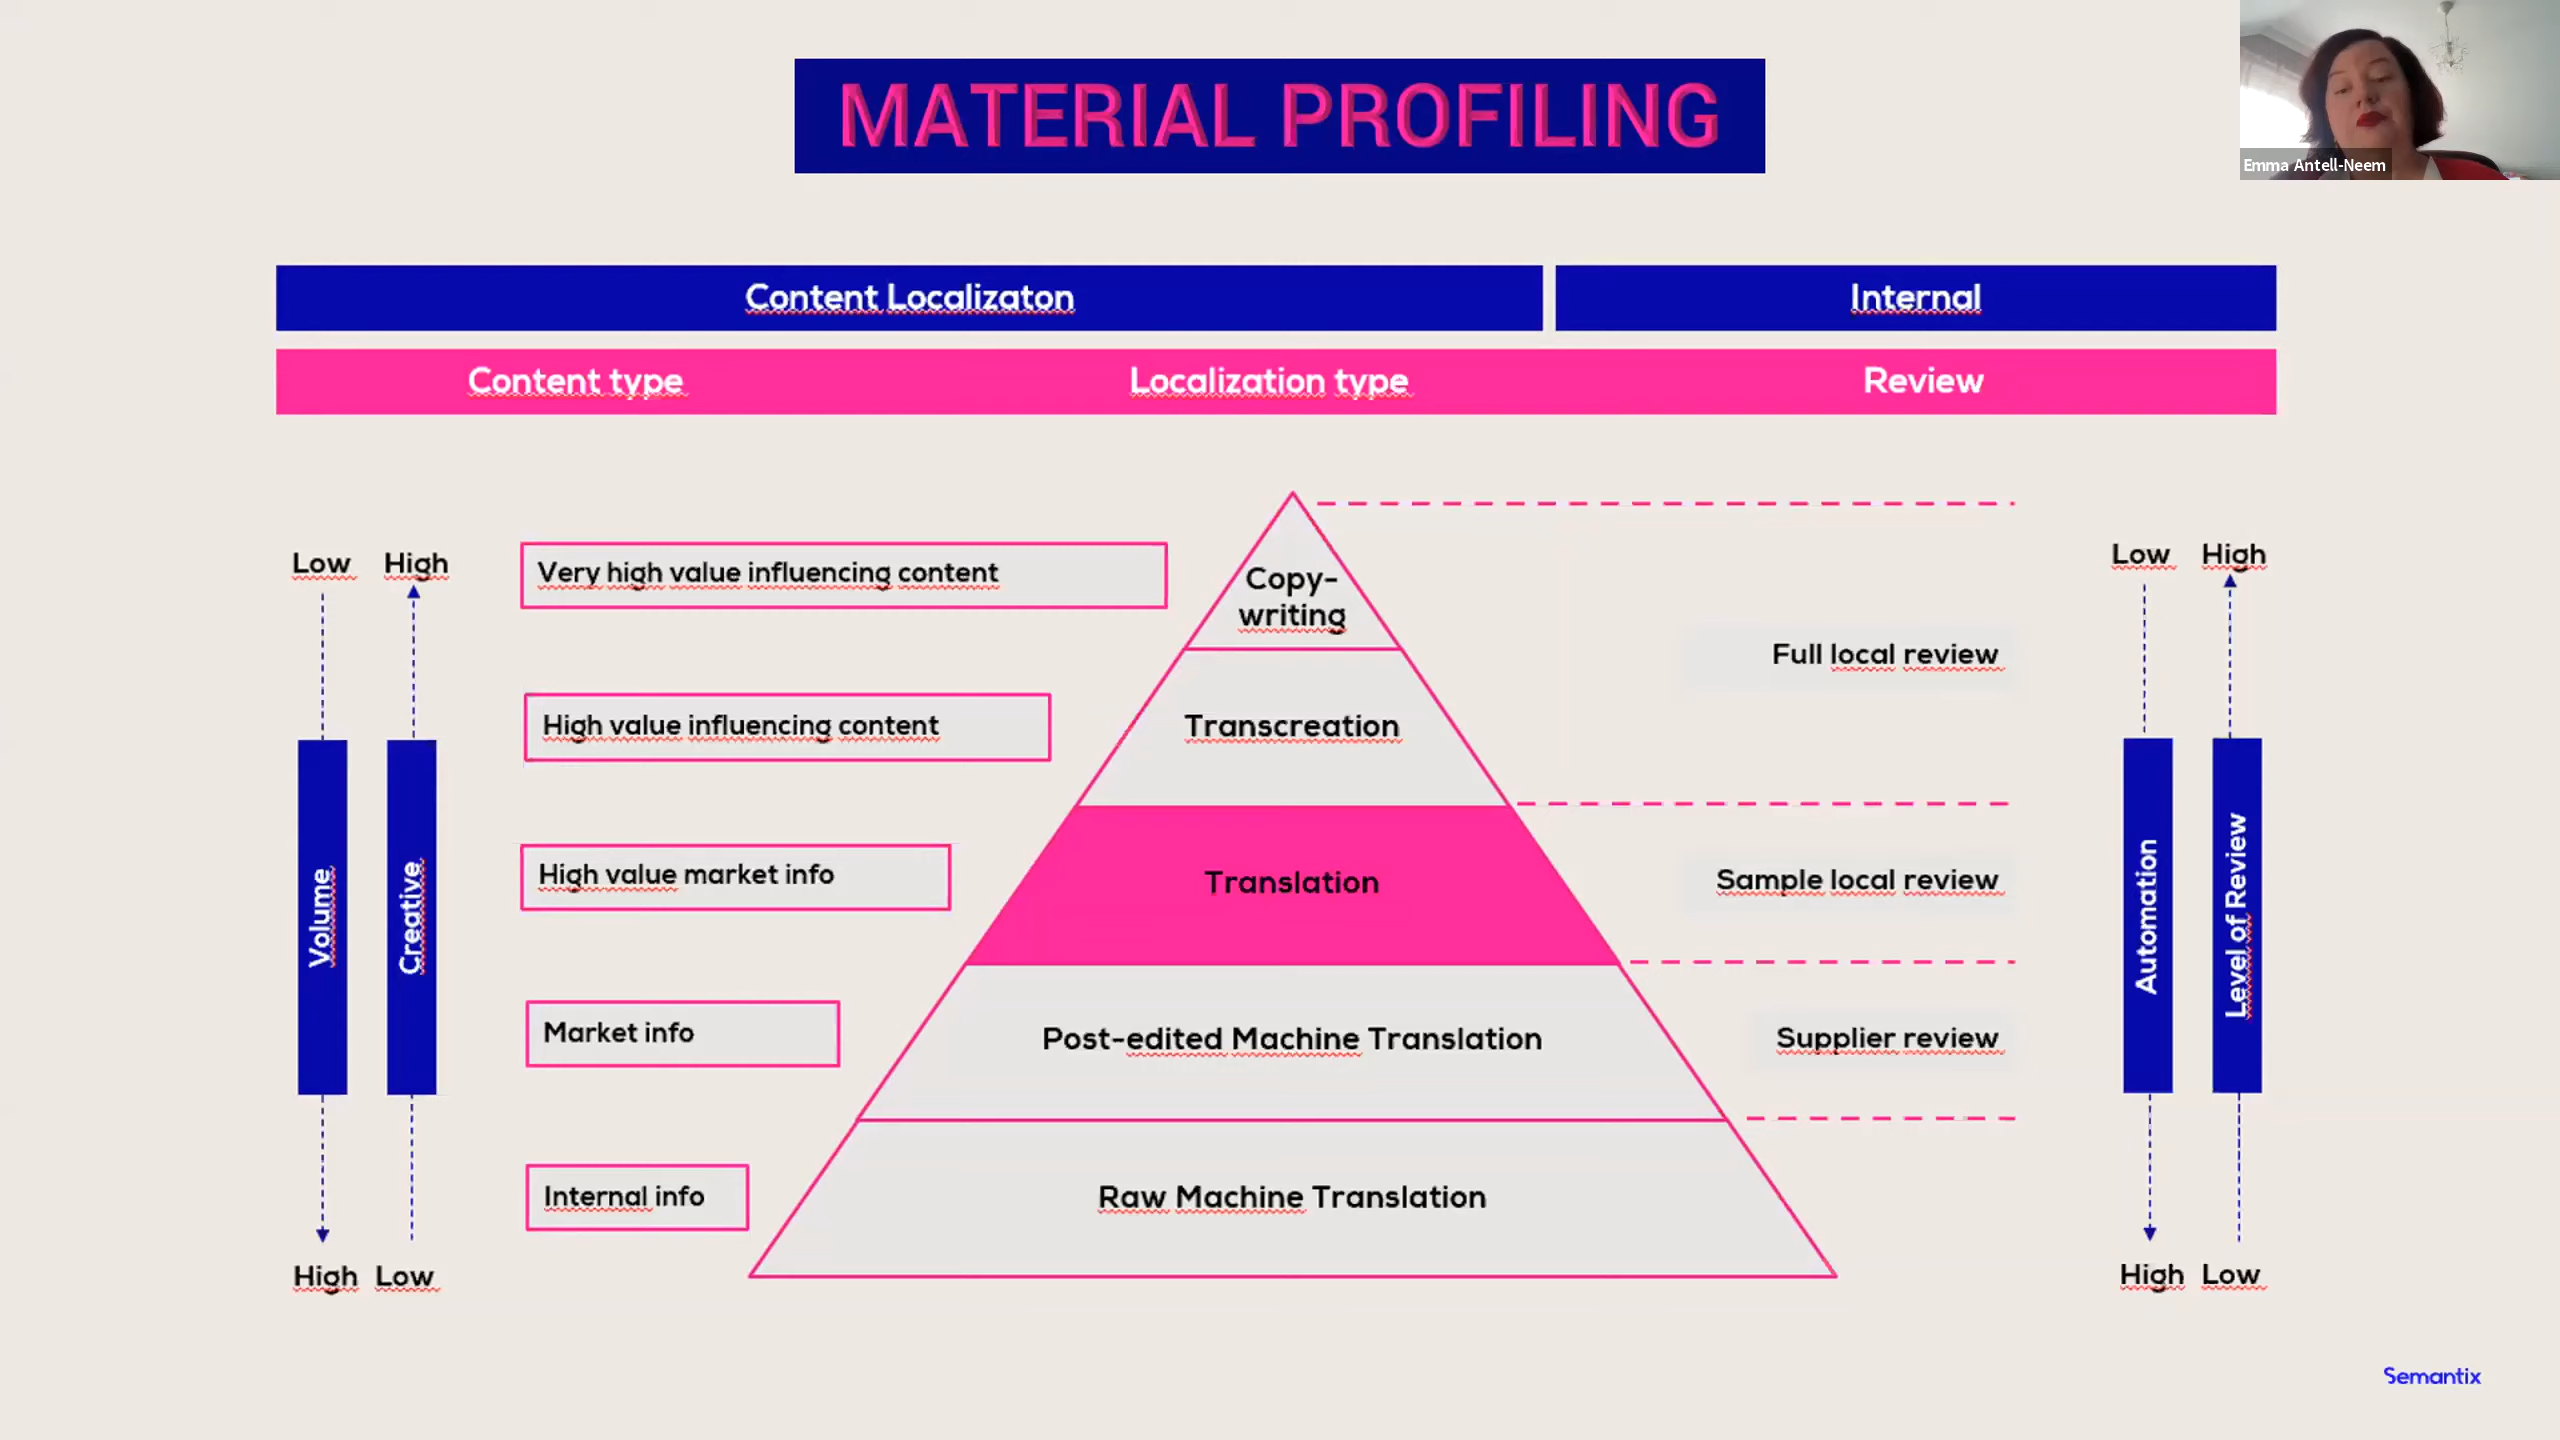 MATERIAL PROFILING
Emma Antell-Neem
Content Localizaton
Internal
Content type
Localization type
Review
Low
High
Volume
Creative
High
Low
Very high value influencing content
High value influencing content
High value market info
Market info
Internal info
Copy-
writing
Transcreation
Translation
Post-edited Machine Translation
Raw Machine Translation
Full local review
Sample local review
Supplier review
Low
High
Automation
Level of Review
High
Low
Semantix